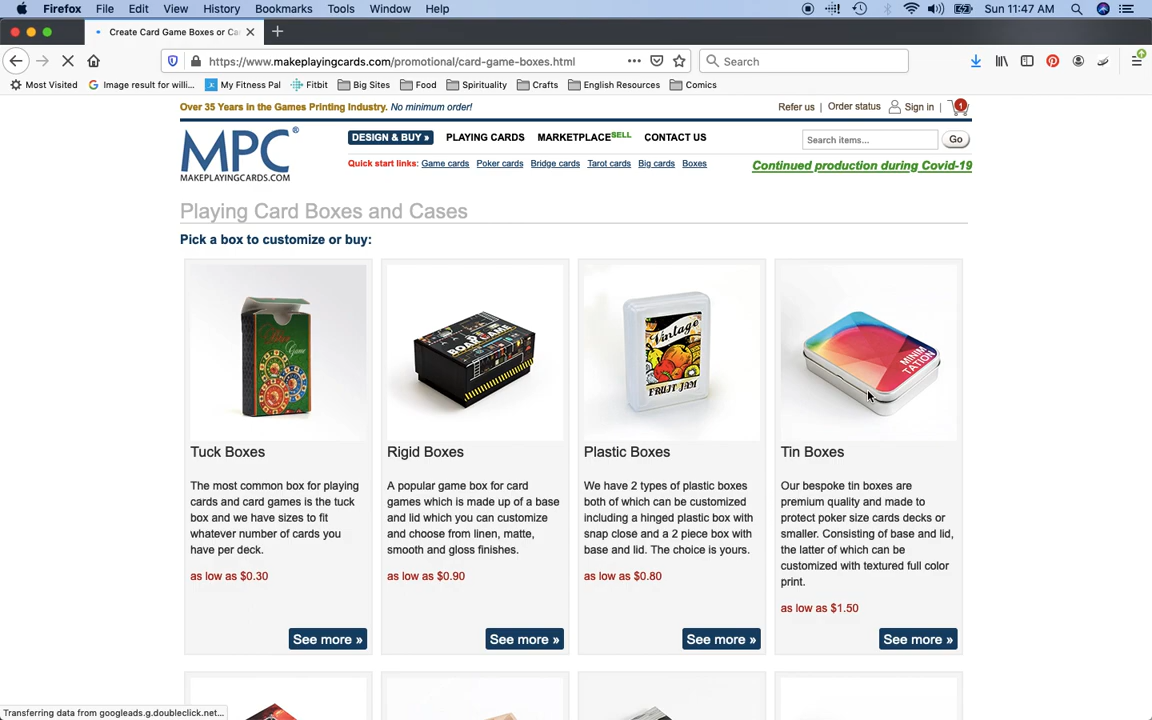 Firefox File Edit View History Bookmarks Tools Window Help Sun 11:47 AM
Create Card Game Boxes or Ca
https://www.makeplayingcards.com/promotional/card-game-boxes.html Search
Most Visited Image result for willi... My Fitness Pal Fitbit Big Sites Food Spirituality Crafts English Resources Comics
Over 35 Years in the Games Printing Industry. No minimum order! Refer us | Order status Sign in | 1
MPC®
MAKEPLAYINGCARDS.COM
DESIGN & BUY » PLAYING CARDS MARKETPLACE SELL CONTACT US Search items... Go
Quick start links: Game cards Poker cards Bridge cards Tarot cards Big cards Boxes Continued production during Covid-19
Playing Card Boxes and Cases
Pick a box to customize or buy:
BOARD GAME
Vintage
FRUIT JAM
MINIM
TATION
Tuck Boxes
The most common box for playing
cards and card games is the tuck
box and we have sizes to fit
whatever number of cards you
have per deck.
as low as $0.30
See more »
Rigid Boxes
A popular game box for card
games which is made up of a base
and lid which you can customize
and choose from linen, matte,
smooth and gloss finishes.
as low as $0.90
See more »
Plastic Boxes
We have 2 types of plastic boxes
both of which can be customized
including a hinged plastic box with
snap close and a 2 piece box with
base and lid. The choice is yours.
as low as $0.80
See more »
Tin Boxes
Our bespoke tin boxes are
premium quality and made to
protect poker size cards decks or
smaller. Consisting of base and lid,
the latter of which can be
customized with textured full color
print.
as low as $1.50
See more »
Transferring data from googleads.g.doubleclick.net...